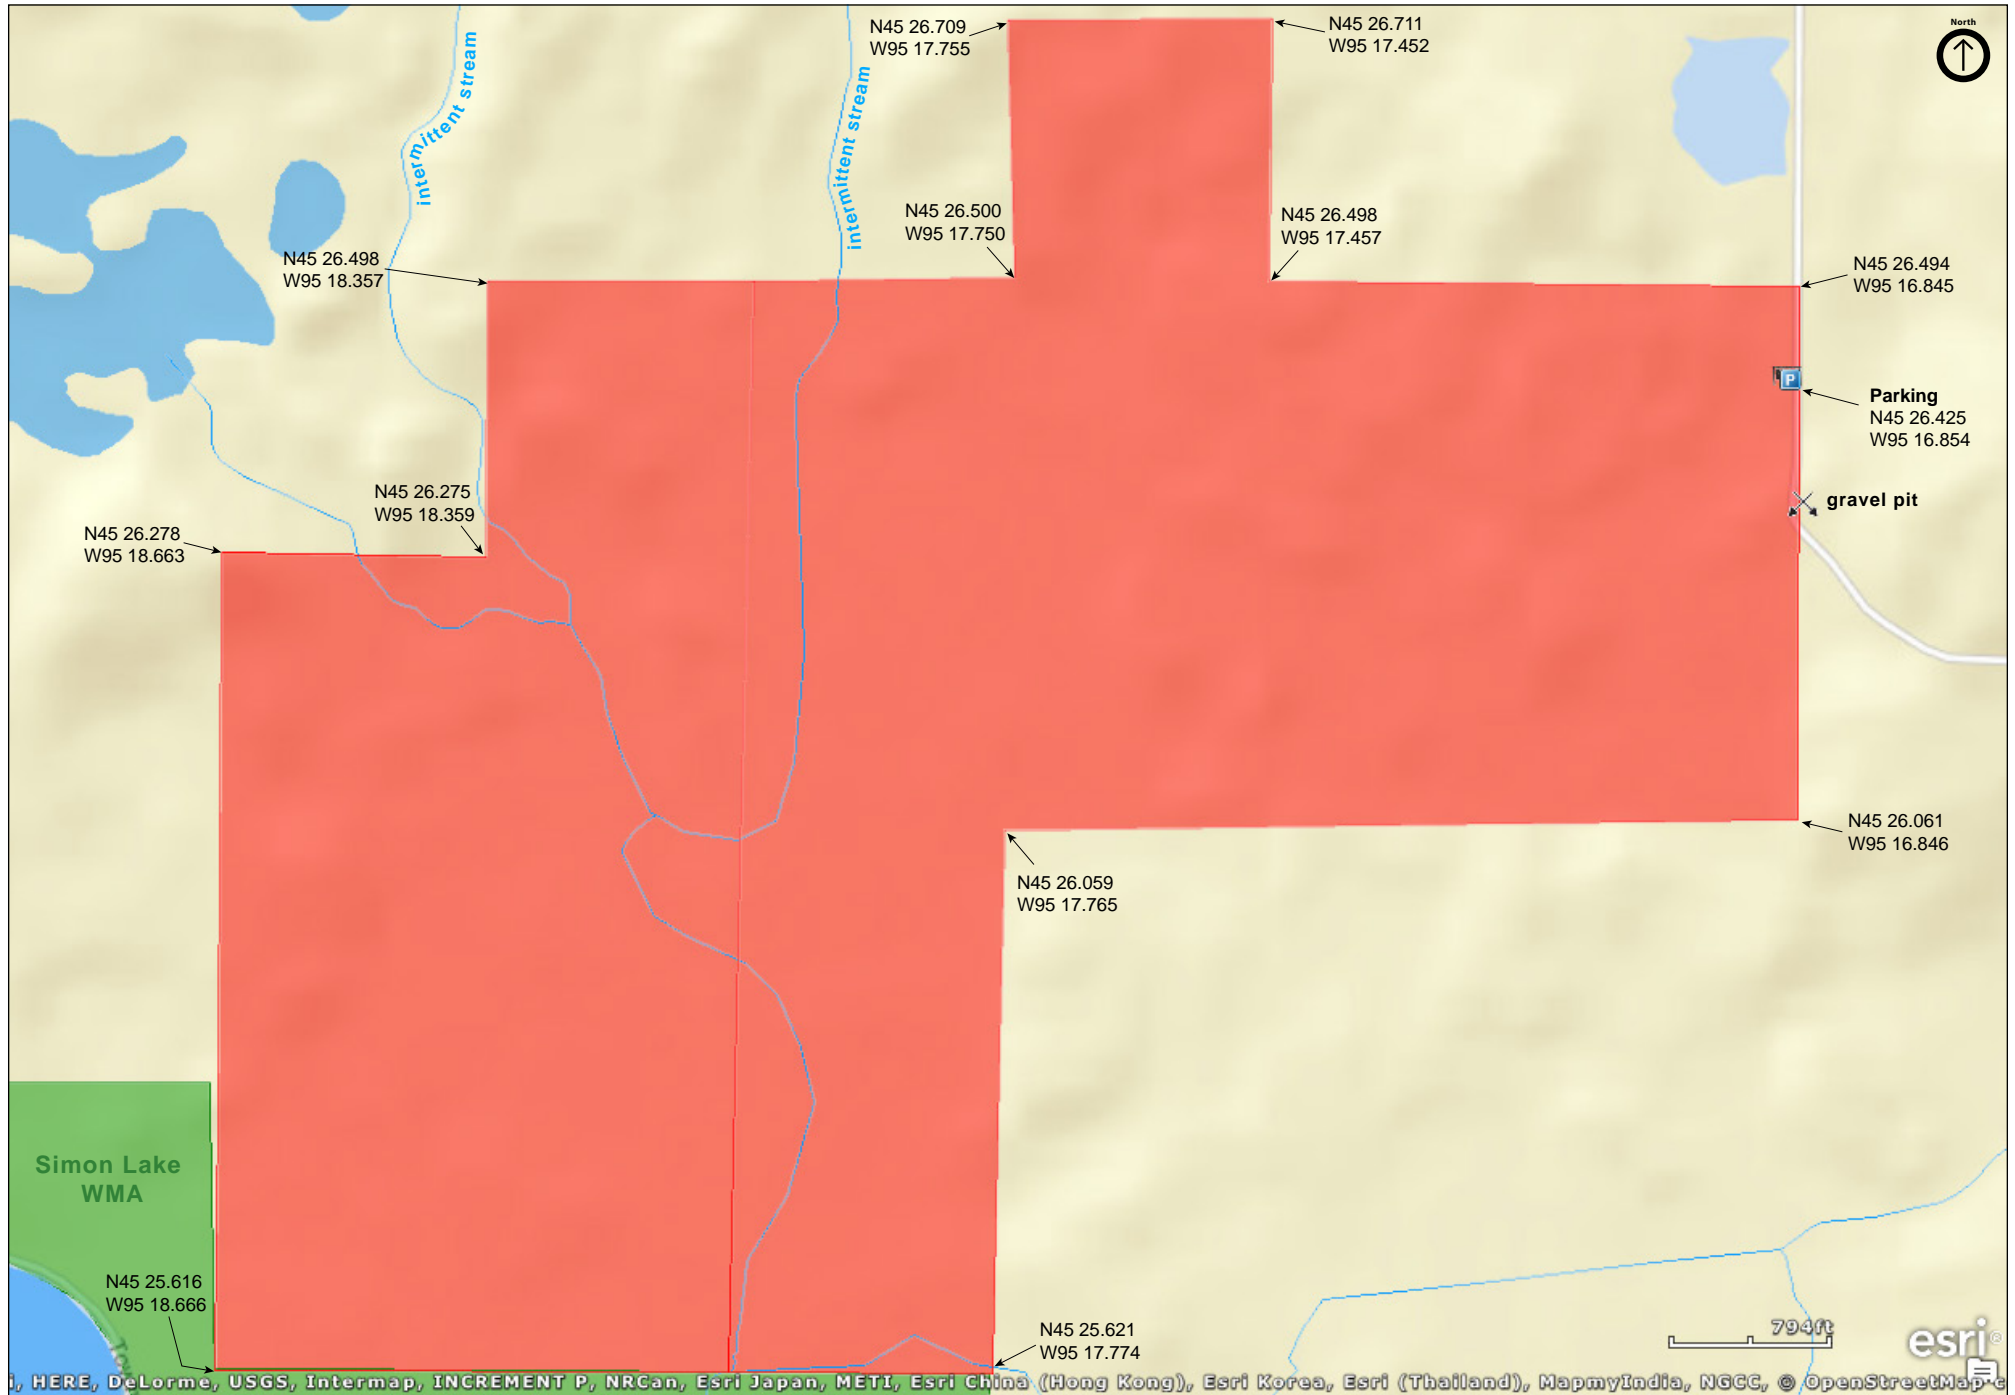 N45 26.709
W95 17.755
N45 26.711
W95 17.452
North
intermittent stream
intermittent stream
N45 26.500
W95 17.750
N45 26.498
W95 17.457
N45 26.498
W95 18.357
N45 26.494
W95 16.845
P
Parking
N45 26.425
W95 16.854
gravel pit
N45 26.275
W95 18.359
N45 26.278
W95 18.663
N45 26.061
W95 16.846
N45 26.059
W95 17.765
Simon Lake
WMA
N45 25.616
W95 18.666
N45 25.621
W95 17.774
794ft
esri
HERE, DeLorme, USGS, Intermap, INCREMENT P, NRCan, Esri Japan, METI, Esri China (Hong Kong), Esri Korea, Esri (Thailand), MapmyIndia, NGCC, © OpenStreetMap